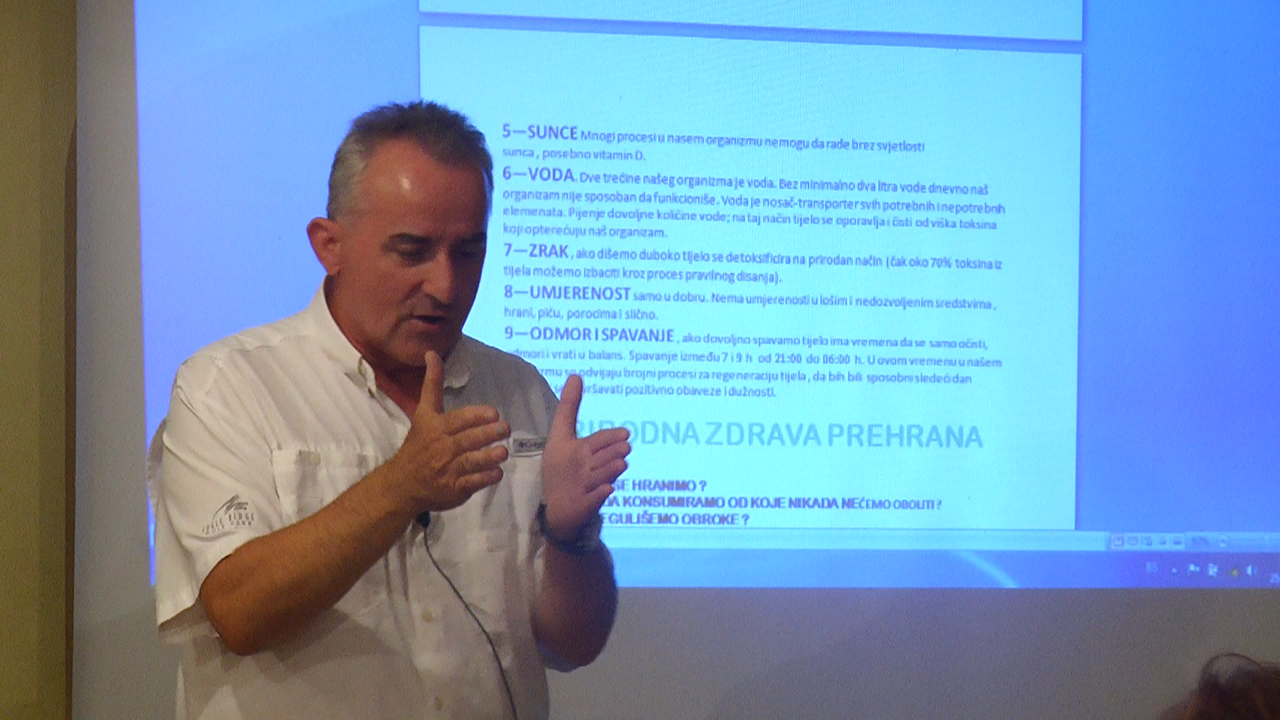 5—SUNCE Mnogi procesi u nasem organizmu nemogu da rade brez svjetlosti
sunca, posebno vitamin D.
6—VODA. Dve trećine našeg organizma je voda. Bez minimalno dva litra vode dnevno naš
organizam nije sposoban da funkcioniše. Voda je nosač-transporter svih potrebnih i nepotrebnih
elemenata. Pijenje dovoljne količine vode; na taj način tijelo se oporavlja i čisti od viška toksina
koji opterećuju naš organizam.
7—ZRAK, ako dišemo duboko tijelo se detoksificira na prirodan način (čak oko 70% toksina iz
tijela možemo izbaciti kroz proces pravilnog disanja).
8—UMJERENOST samo u dobru. Nema umjerenosti u lošim i nedozvoljenim sredstvima,
hrani, piću, porocima i slično.
9—ODMOR I SPAVANJE, ako dovoljno spavamo tijelo ima vremena da se samo očisti,
odmori i vrati u balans. Spavanje između 7 i 9 h od 21:00 do 06:00 h. U ovom vremenu u našem
se odvijaju brojni procesi za regeneraciju tijela, da bih bili sposobni sledeći dan
pozitivno obaveze i dužnosti.
ZDRAVA PREHRANA
SE HRANIMO?
KONSUMIRAMO OD KOJE NIKADA NEĆEMO OBOLITI?
OBROKE?
BS